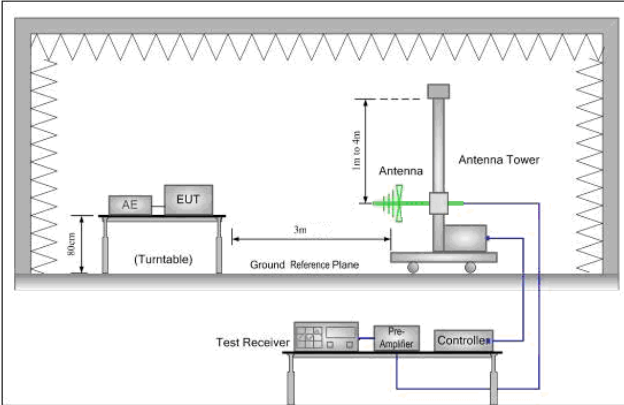 1m to 4m
Antenna
Antenna Tower
AE
EUT
80cm
3m
(Turntable)
Ground Reference Plane
Test Receiver
Pre-
Amplifier
Controller